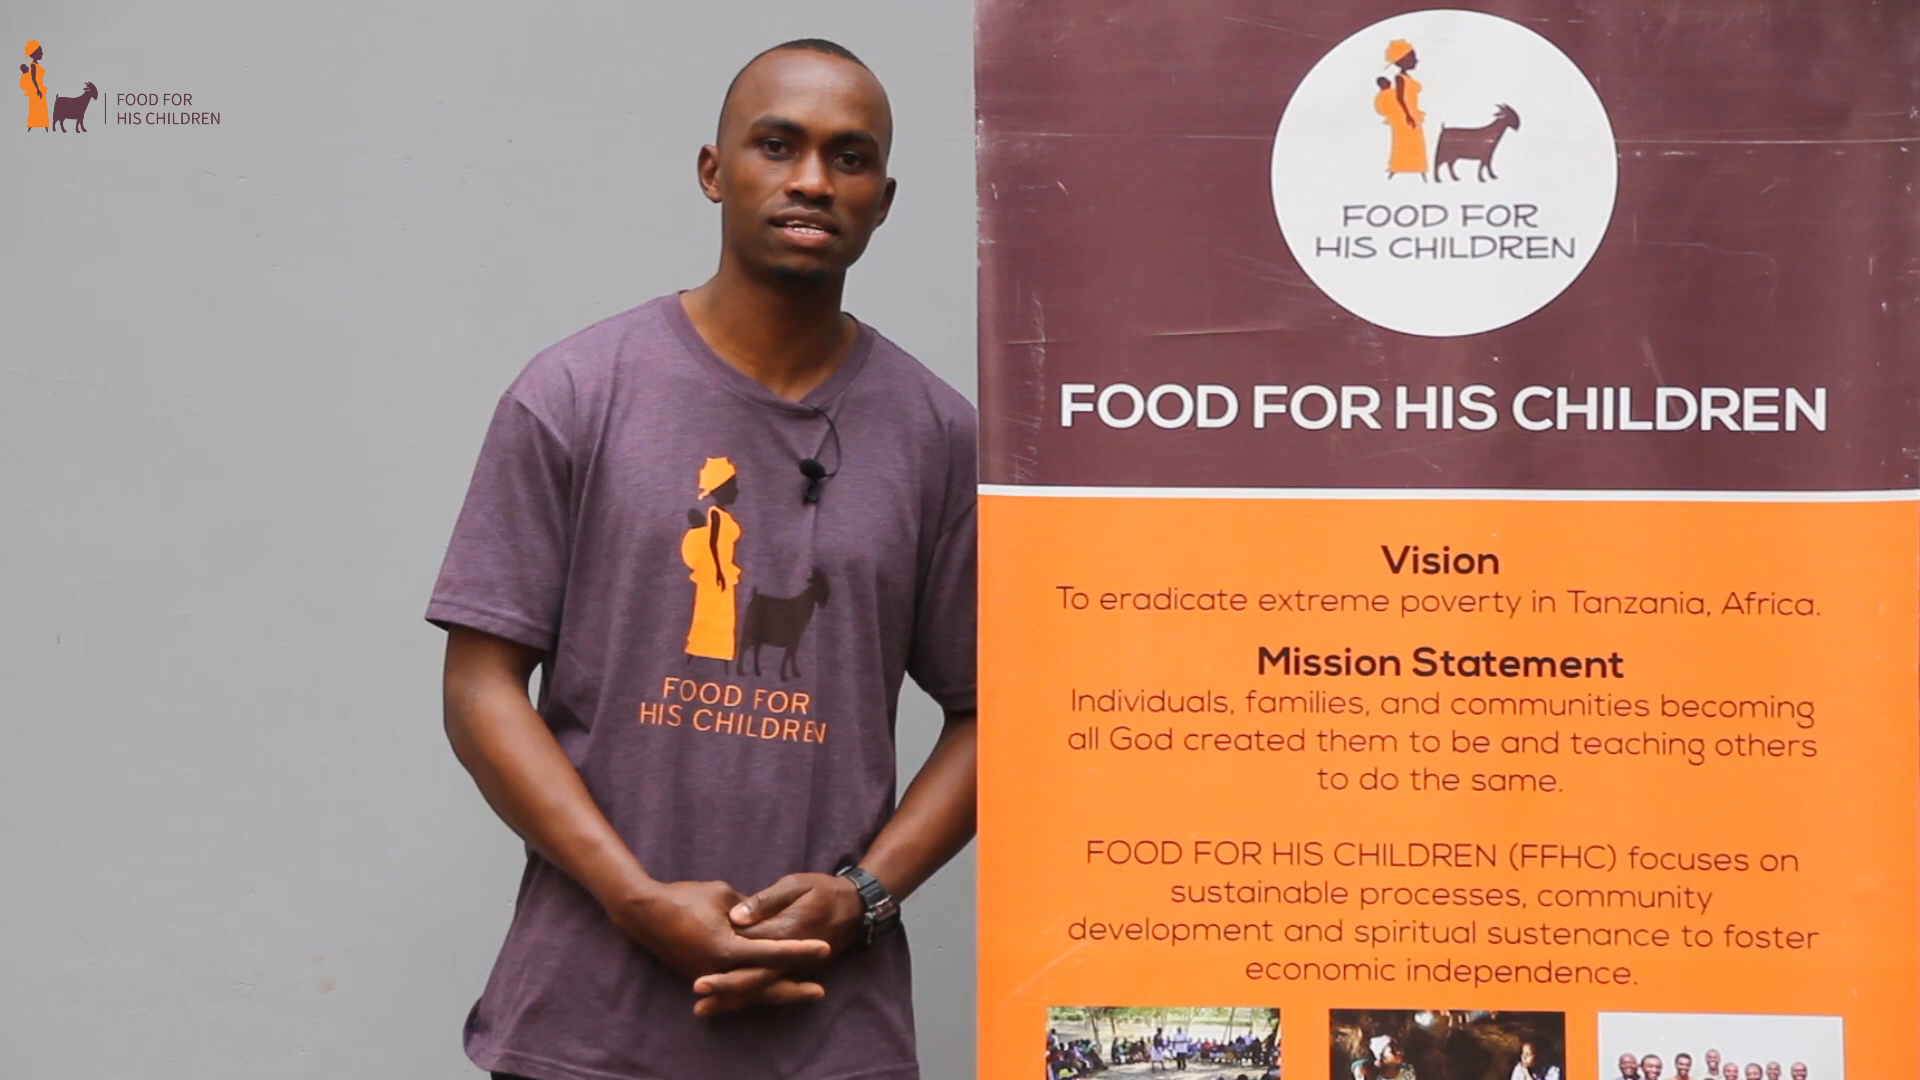 FOOD FOR
HIS CHILDREN
FOOD FOR
HIS CHILDREN
FOOD FOR
HIS CHILDREN
FOOD FOR HIS CHILDREN
Vision
To eradicate extreme poverty in Tanzania, Africa.
Mission Statement
Individuals, families, and communities becoming
all God created them to be and teaching others
to do the same.
FOOD FOR HIS CHILDREN (FFHC) focuses on
sustainable processes, community
development and spiritual sustenance to foster
economic independence.